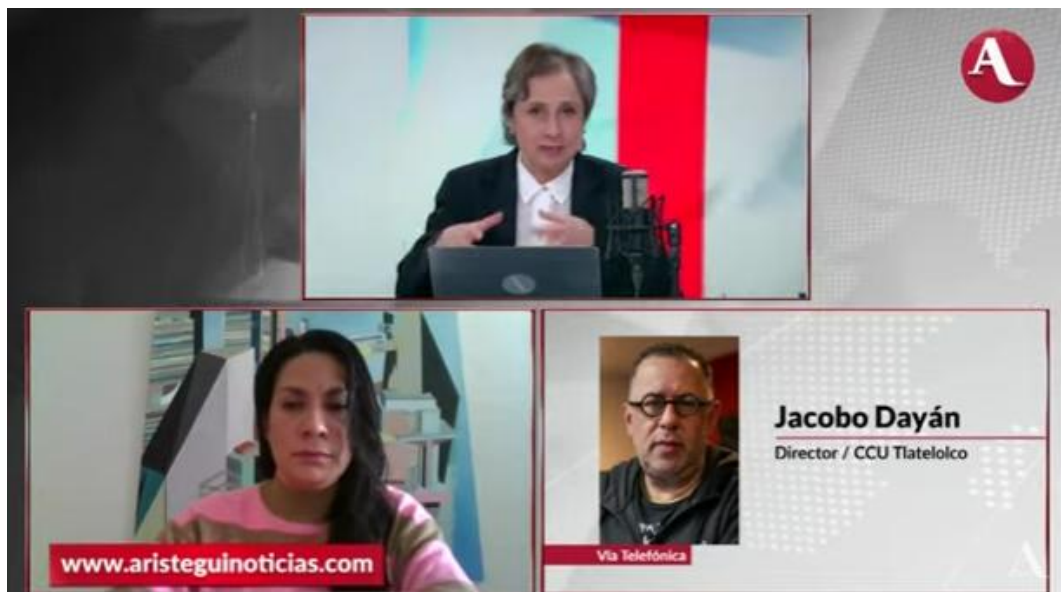 A
Jacobo Dayán
Director / CCU Tlatelolco
www.aristeguinoticias.com
Vía Telefónica
A